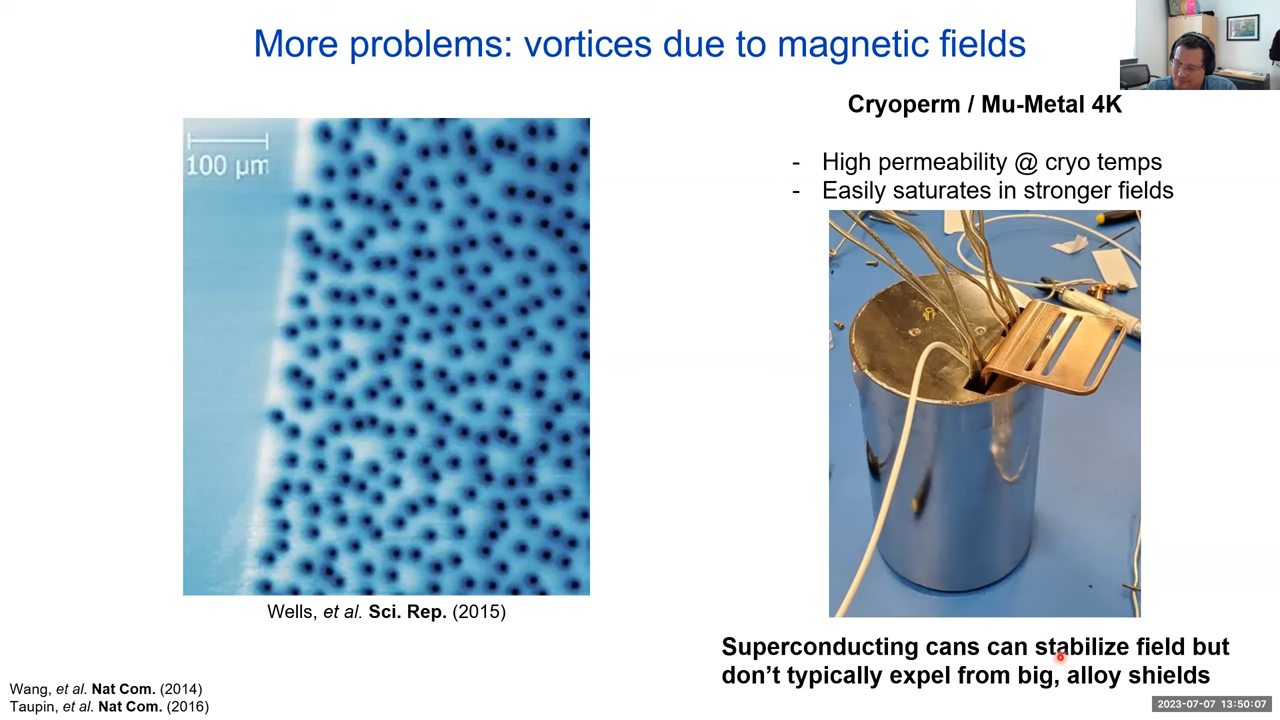 More problems: vortices due to magnetic fields
Cryoperm / Mu-Metal 4K
- High permeability @ cryo temps
- Easily saturates in stronger fields
100 µm
Wells, et al. Sci. Rep. (2015)
Superconducting cans can stabilize field but
don’t typically expel from big, alloy shields
Wang, et al. Nat Com. (2014)
Taupin, et al. Nat Com. (2016)
2023-07-07 13:50:07